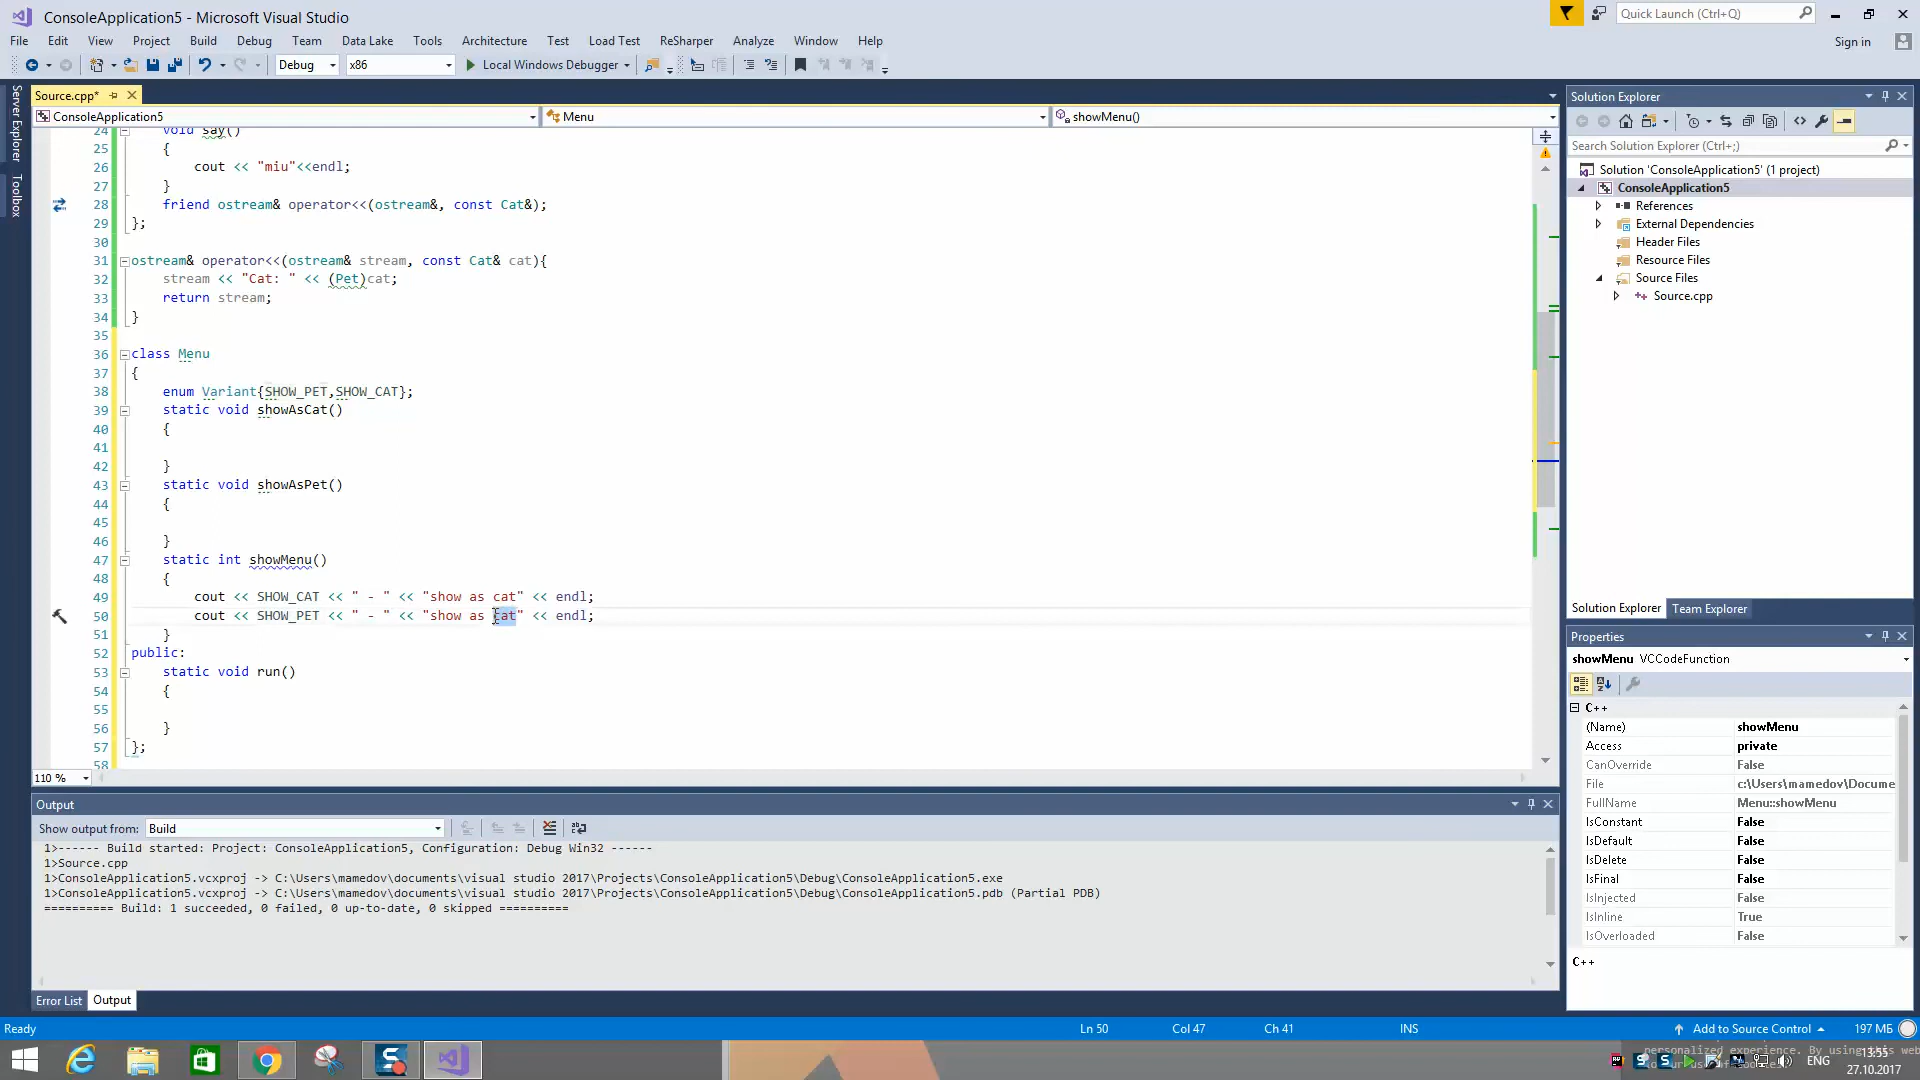 ConsoleApplication5 - Microsoft Visual Studio
Quick Launch (Ctrl+Q)
File Edit View Project Build Debug Team Data Lake Tools Architecture Test Load Test ReSharper Analyze Window Help
Sign in
Debug x86 Local Windows Debugger
Server Explorer
Toolbox
Source.cpp*
ConsoleApplication5 Menu showMenu()
24 void say()
25 {
26 cout << "miu"<<endl;
27 }
28 friend ostream& operator<<(ostream&, const Cat&);
29 };
30
31 ostream& operator<<(ostream& stream, const Cat& cat){
32 stream << "Cat: " << (Pet)cat;
33 return stream;
34 }
35
36 class Menu
37 {
38 enum Variant{SHOW_PET,SHOW_CAT};
39 static void showAsCat()
40 {
41
42 }
43 static void showAsPet()
44 {
45
46 }
47 static int showMenu()
48 {
49 cout << SHOW_CAT << " - " << "show as cat" << endl;
50 cout << SHOW_PET << " - " << "show as cat" << endl;
51 }
52 public:
53 static void run()
54 {
55
56 }
57 };
58
110 %
Output
Show output from: Build
1>------ Build started: Project: ConsoleApplication5, Configuration: Debug Win32 ------
1>Source.cpp
1>ConsoleApplication5.vcxproj -> C:\Users\mamedov\documents\visual studio 2017\Projects\ConsoleApplication5\Debug\ConsoleApplication5.exe
1>ConsoleApplication5.vcxproj -> C:\Users\mamedov\documents\visual studio 2017\Projects\ConsoleApplication5\Debug\ConsoleApplication5.pdb (Partial PDB)
========== Build: 1 succeeded, 0 failed, 0 up-to-date, 0 skipped ==========
Error List Output
Solution Explorer
Search Solution Explorer (Ctrl+;)
Solution 'ConsoleApplication5' (1 project)
ConsoleApplication5
References
External Dependencies
Header Files
Resource Files
Source Files
Source.cpp
Solution Explorer Team Explorer
Properties
showMenu VCCodeFunction
C++
(Name) showMenu
Access private
CanOverride False
File c:\Users\mamedov\Docume
FullName Menu::showMenu
IsConstant False
IsDefault False
IsDelete False
IsFinal False
IsInjected False
IsInline True
IsOverloaded False
C++
Ready Ln 50 Col 47 Ch 41 INS Add to Source Control 197 МБ
personalized experience. By using this web
ENG
13:55
27.10.2017